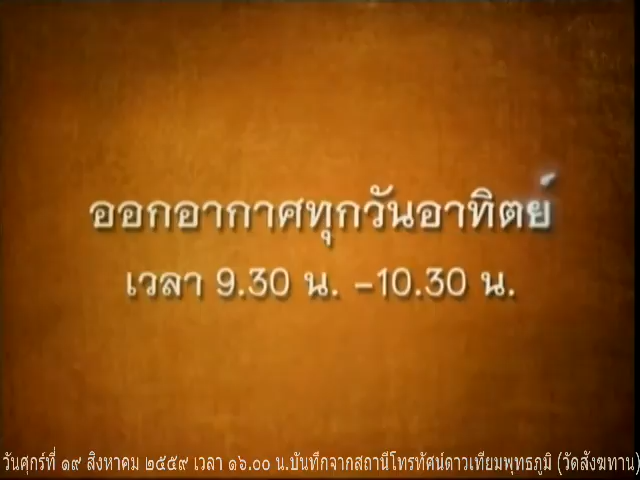 ออกอากาศทุกวันอาทิตย์
เวลา 9.30 น. -10.30 น.
วันศุกร์ที่ ๑๙ สิงหาคม ๒๕๕๙ เวลา ๑๖.๐๐ น.บันทึกจากสถานีโทรทัศน์ดาวเทียมพุทธภูมิ (วัดสังฆทาน)